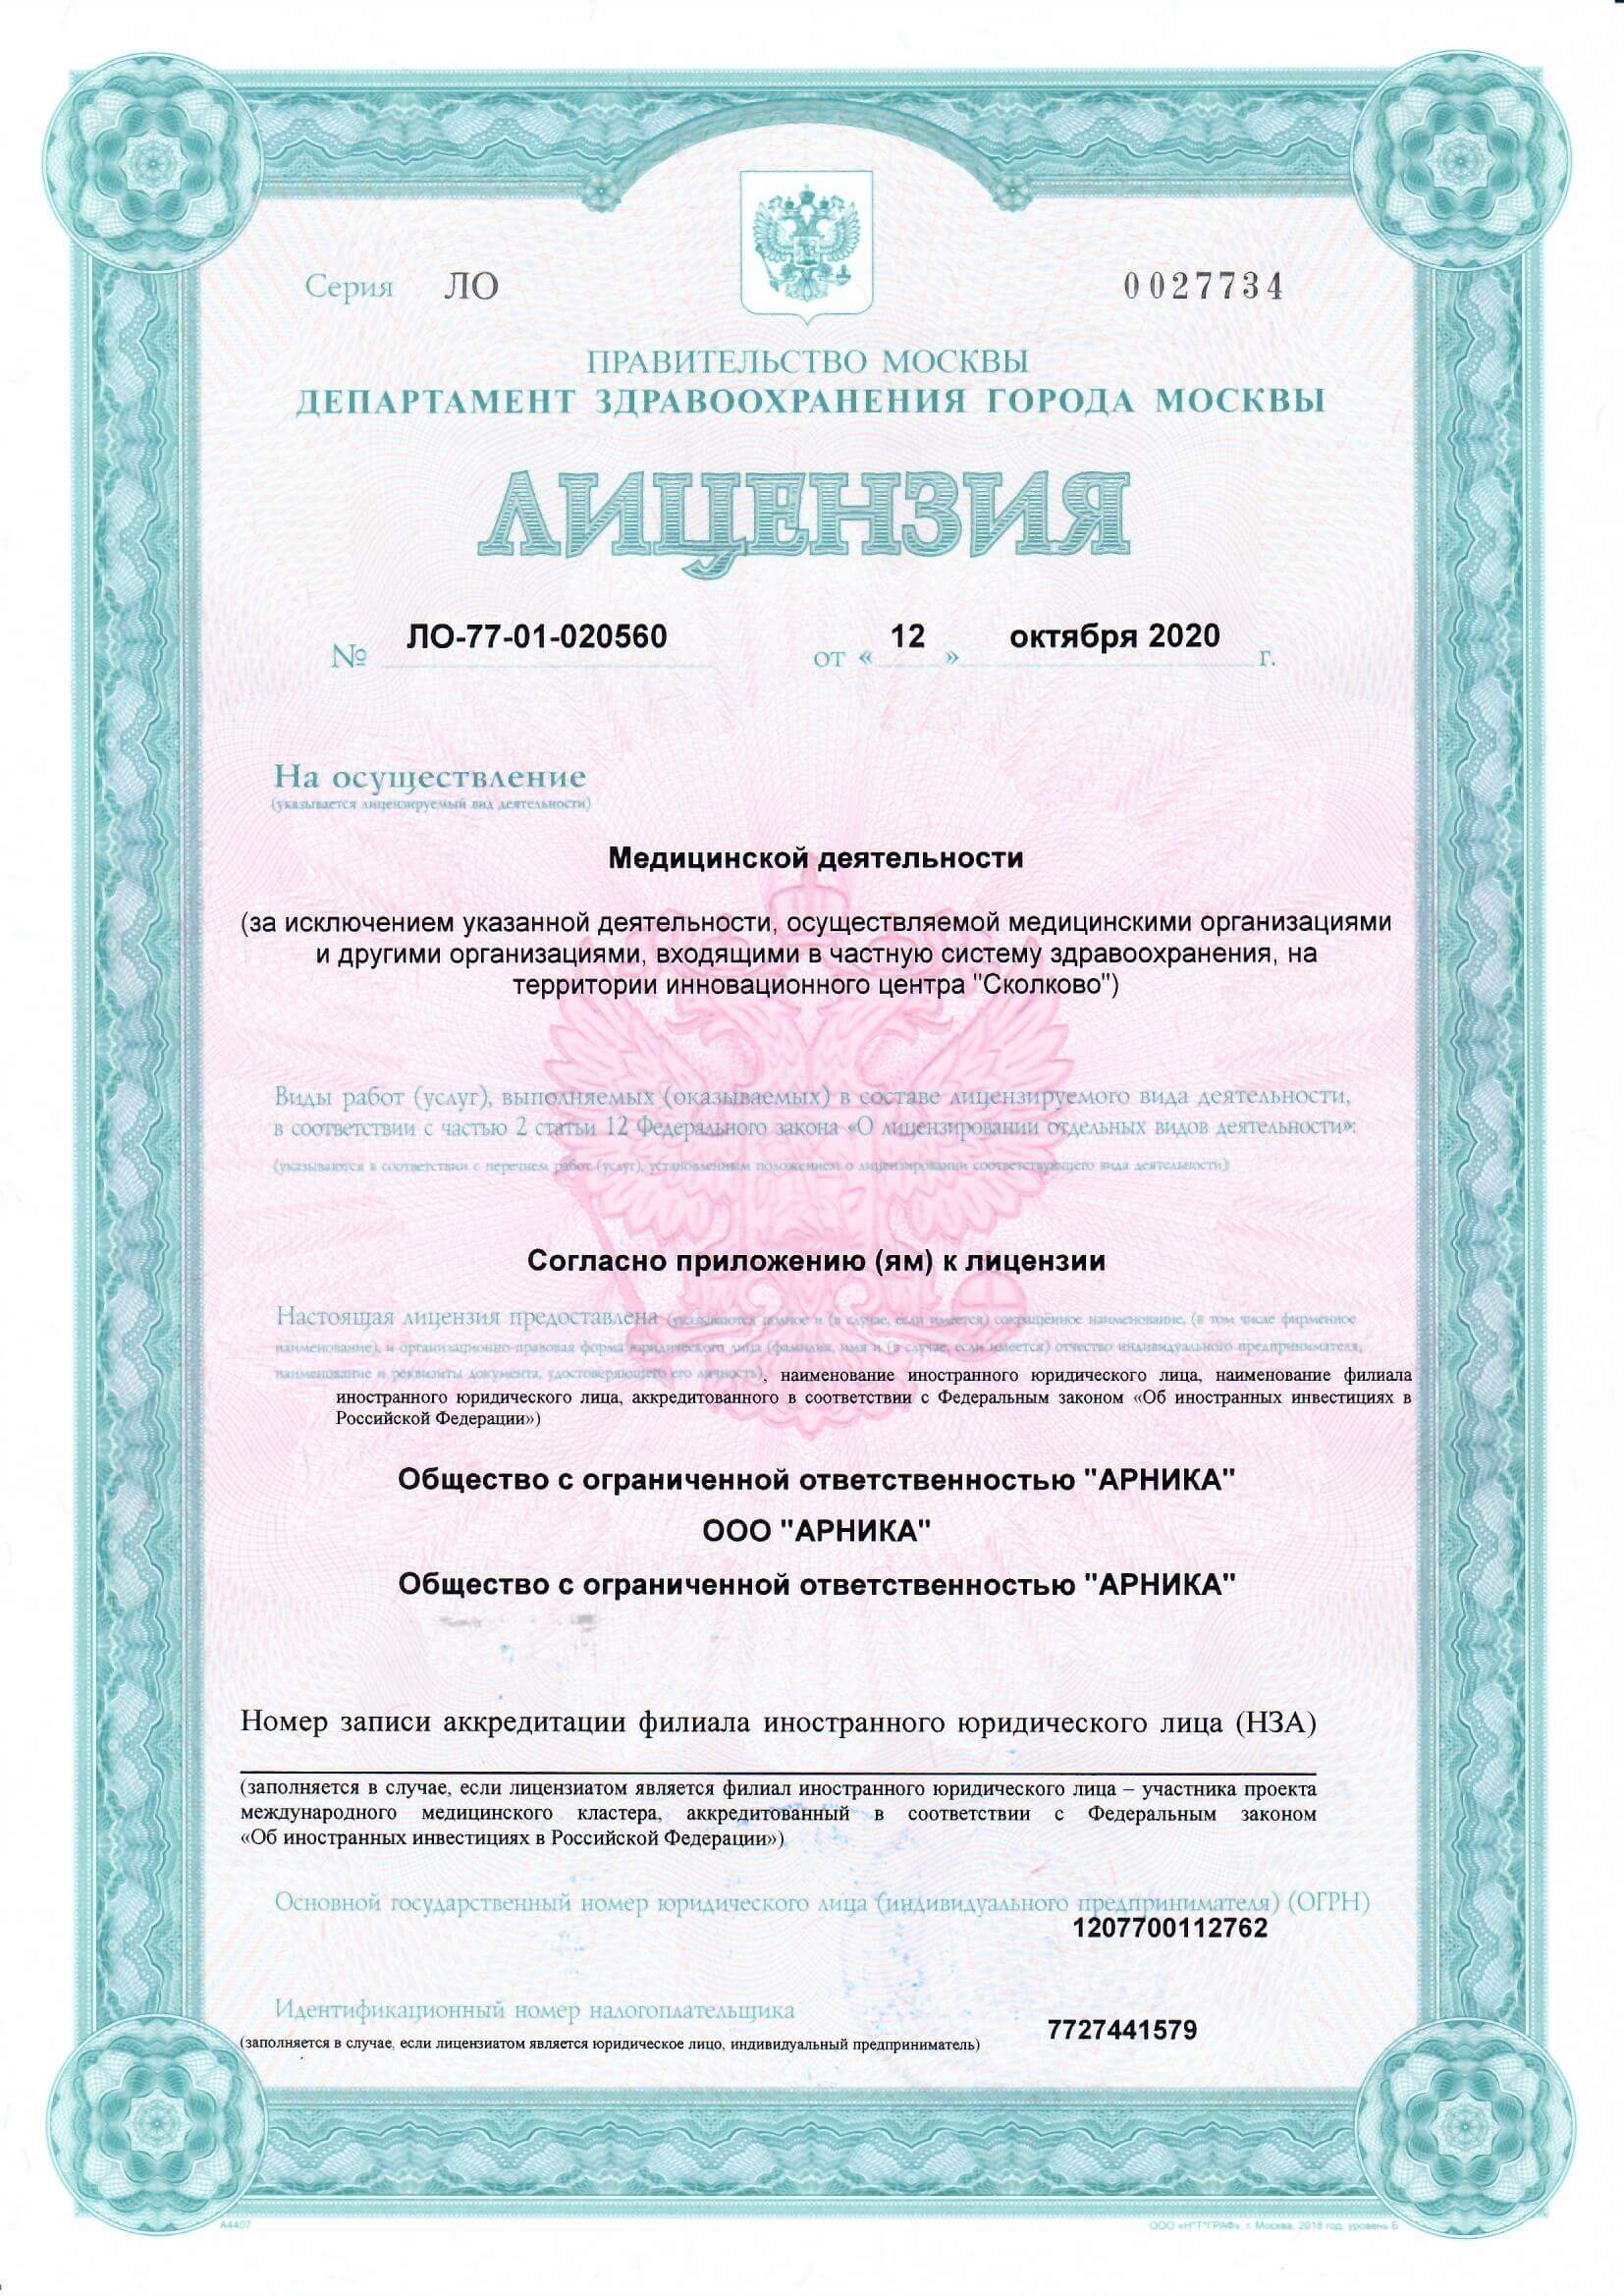 Серия ЛО 0027734
ПРАВИТЕЛЬСТВО МОСКВЫ
ДЕПАРТАМЕНТ ЗДРАВООХРАНЕНИЯ ГОРОДА МОСКВЫ
ЛИЦЕНЗИЯ
№ ЛО-77-01-020560 от « 12 » октября 2020 г.
На осуществление
(указывается лицензируемый вид деятельности)
Медицинской деятельности
(за исключением указанной деятельности, осуществляемой медицинскими организациями
и другими организациями, входящими в частную систему здравоохранения, на
территории инновационного центра "Сколково")
Виды работ (услуг), выполняемых (оказываемых) в составе лицензируемого вида деятельности,
в соответствии с частью 2 статьи 12 Федерального закона «О лицензировании отдельных видов деятельности»:
(указываются в соответствии с перечнем работ (услуг), установленным положением о лицензировании соответствующего вида деятельности)
Согласно приложению (ям) к лицензии
Настоящая лицензия предоставлена (указываются полное и (в случае, если имеется) сокращённое наименование, (в том числе фирменное
наименование), и организационно-правовая форма юридического лица (фамилия, имя и (в случае, если имеется) отчество индивидуального предпринимателя,
наименование и реквизиты документа, удостоверяющего его личность), наименование иностранного юридического лица, наименование филиала
иностранного юридического лица, аккредитованного в соответствии с Федеральным законом «Об иностранных инвестициях в
Российской Федерации»)
Общество с ограниченной ответственностью "АРНИКА"
ООО "АРНИКА"
Общество с ограниченной ответственностью "АРНИКА"
Номер записи аккредитации филиала иностранного юридического лица (НЗА)
(заполняется в случае, если лицензиатом является филиал иностранного юридического лица – участника проекта
международного медицинского кластера, аккредитованный в соответствии с Федеральным законом
«Об иностранных инвестициях в Российской Федерации»)
Основной государственный номер юридического лица (индивидуального предпринимателя) (ОГРН)
1207700112762
Идентификационный номер налогоплательщика
7727441579
(заполняется в случае, если лицензиатом является юридическое лицо, индивидуальный предприниматель)
А4407
ООО «Н*Т*ГРАФ», г. Москва, 2018 год, уровень Б